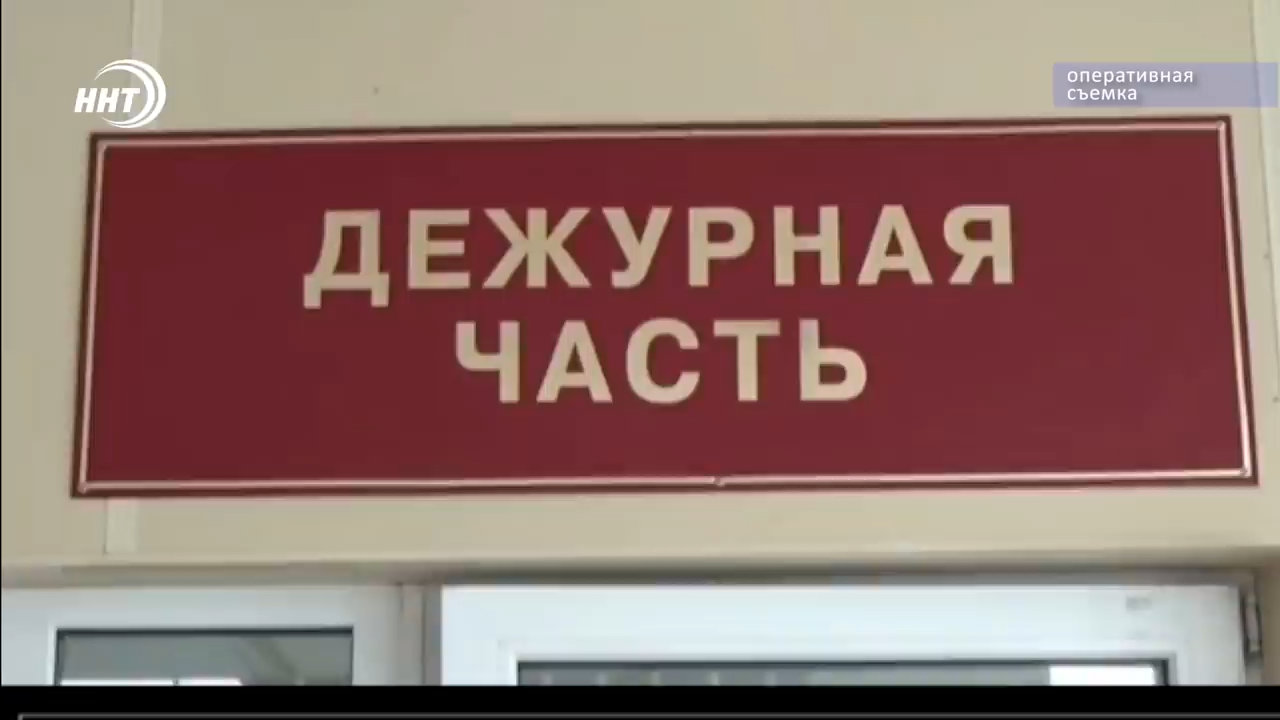 ННТ
оперативная
съемка
ДЕЖУРНАЯ
ЧАСТЬ